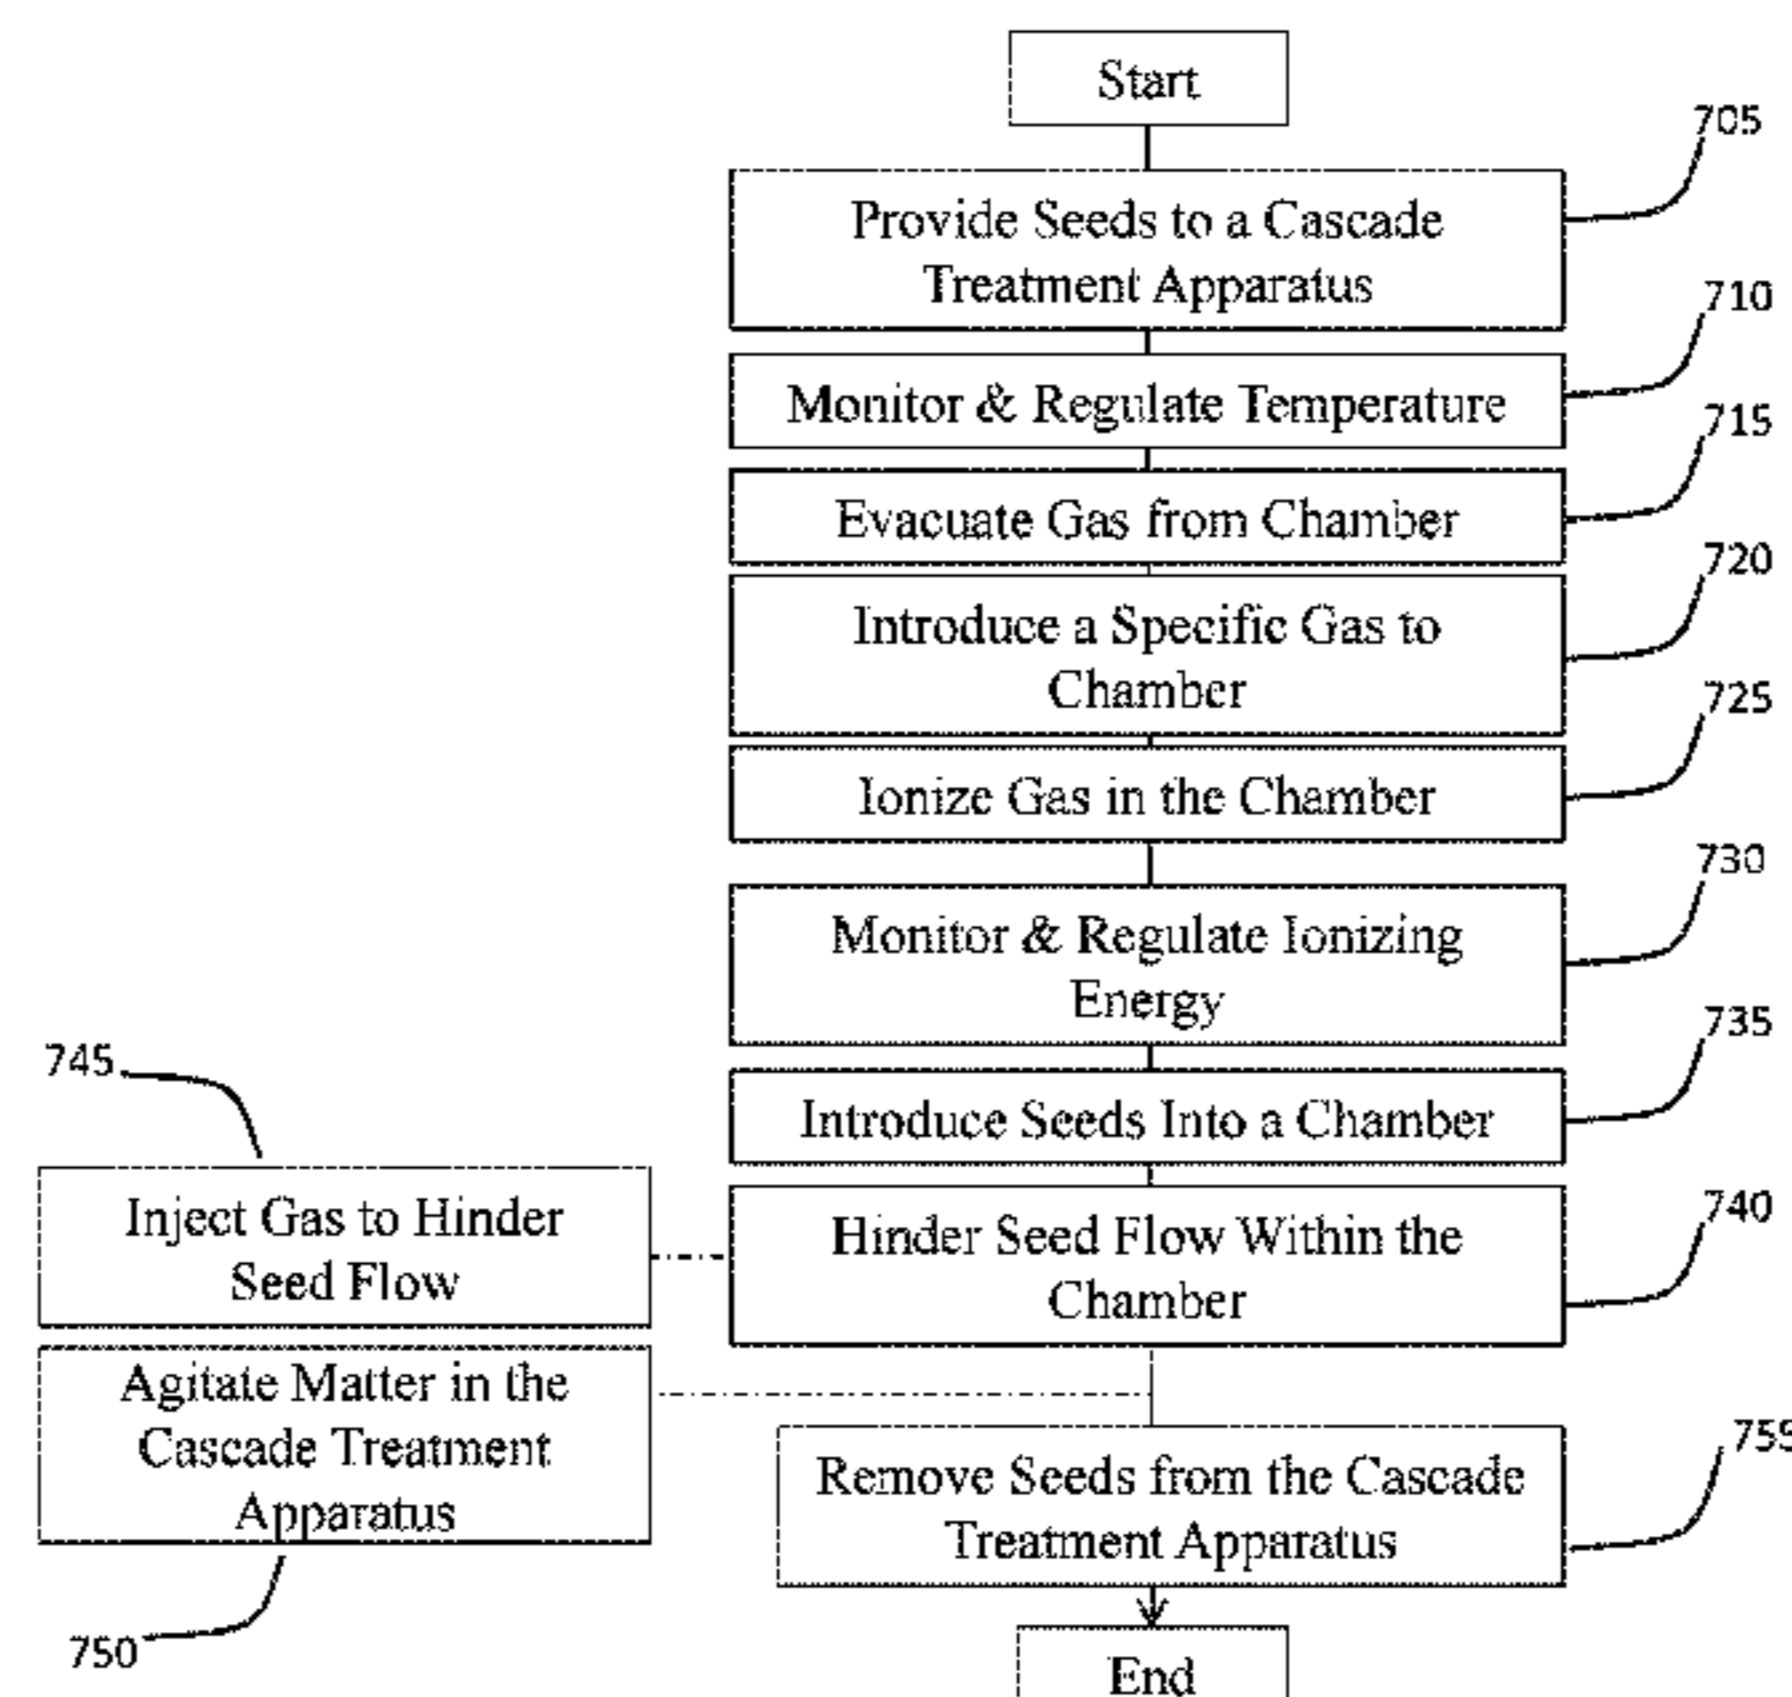 Start
705
Provide Seeds to a Cascade
Treatment Apparatus
710
Monitor & Regulate Temperature
715
Evacuate Gas from Chamber
720
Introduce a Specific Gas to
Chamber
725
Ionize Gas in the Chamber
730
Monitor & Regulate Ionizing
Energy
735
Introduce Seeds Into a Chamber
745
Inject Gas to Hinder
Seed Flow
740
Hinder Seed Flow Within the
Chamber
Agitate Matter in the
Cascade Treatment
Apparatus
750
755
Remove Seeds from the Cascade
Treatment Apparatus
End